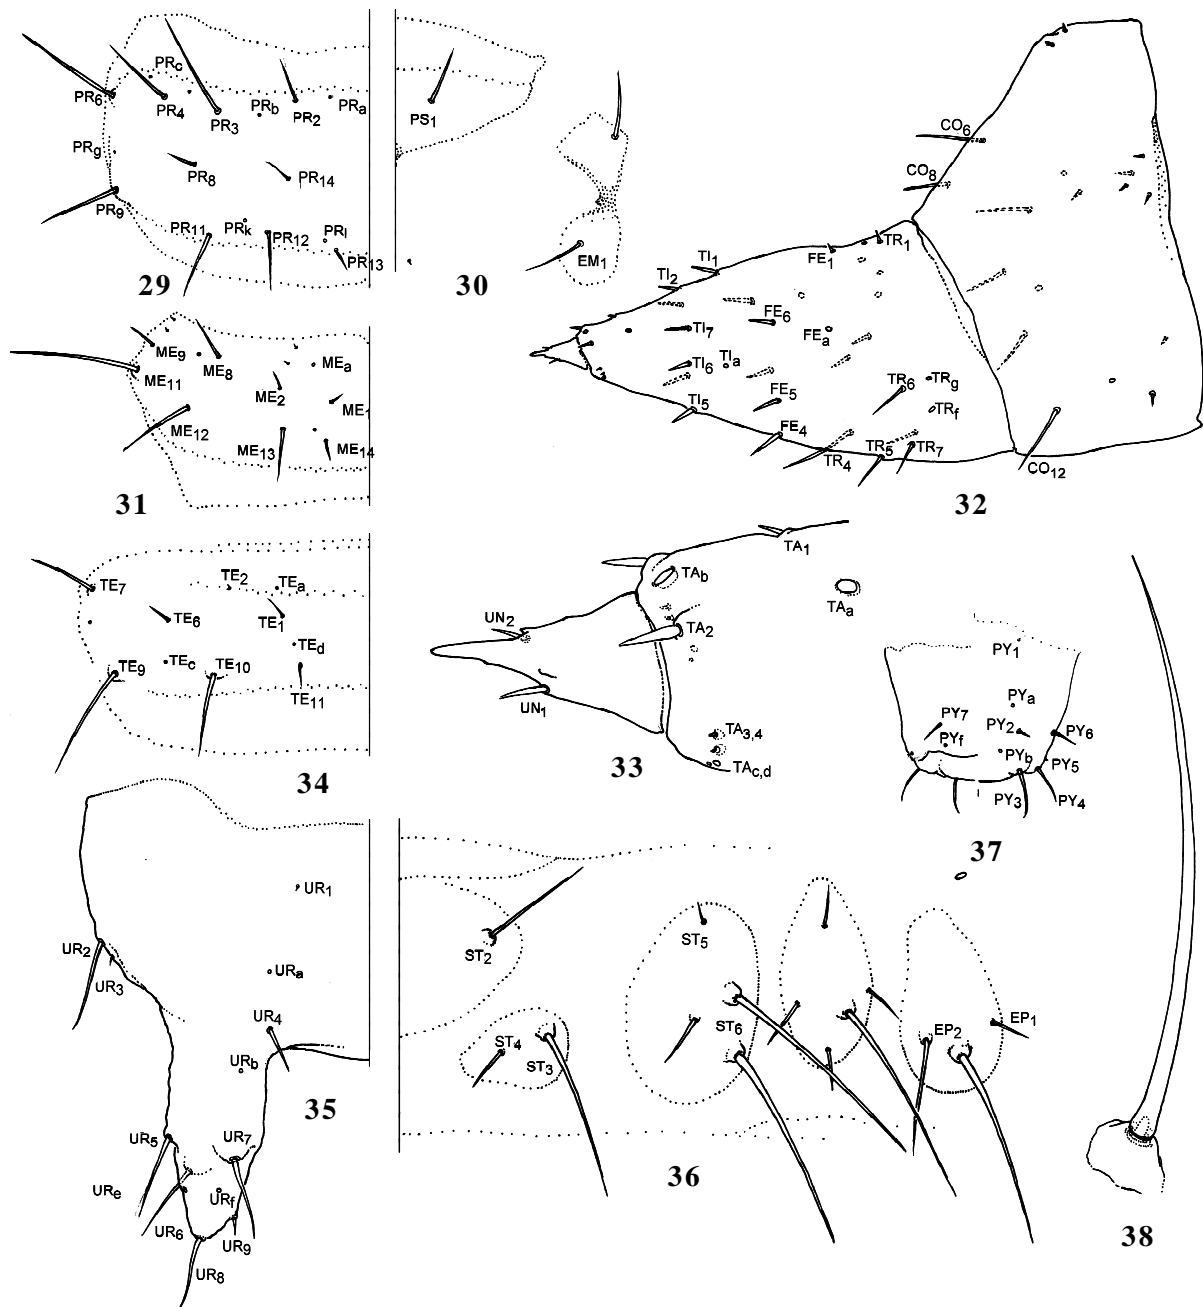 PRc
PR6
PR4
PR3
PRb
PR2
PRa
PRg
PR8
PR14
PR9
PR11
PRk
PR12
PRl
PR13
29
PS1
EM1
30
ME9
ME11
ME8
MEa
ME2
ME1
ME12
ME13
ME14
31
CO6
CO8
TR1
FE1
TI1
TI2
TI7
FE6
FEa
TI6
TIa
TR6
TRg
TRf
TI5
FE5
FE4
TR4
TR5
TR7
CO12
32
TA1
TAb
TAa
UN2
TA2
UN1
TA3,4
TAc,d
33
TE7
TE2
TEa
TE6
TE1
TEd
TEc
TE9
TE10
TE11
34
UR1
UR2
UR3
URa
UR4
URb
UR5
UR7
URe
URf
UR6
UR9
UR8
35
ST2
ST5
ST4
ST3
ST6
EP2
EP1
36
PY1
PYa
PY7
PY2
PY6
PYf
PYb
PY5
PY3
PY4
37
38